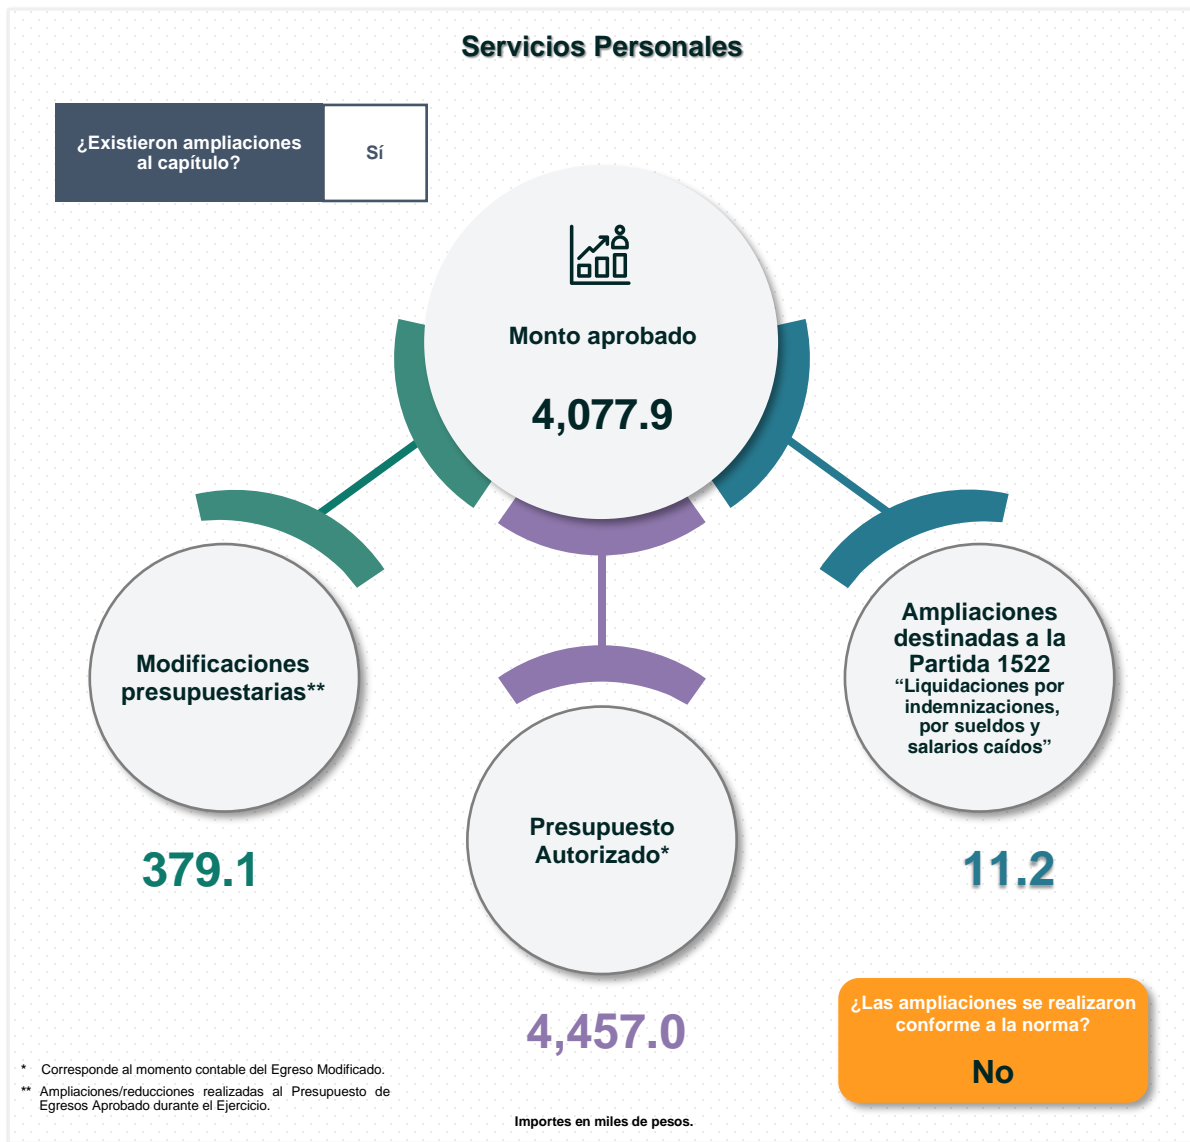 Servicios Personales
¿Existieron ampliaciones
al capítulo?
Sí
Monto aprobado
4,077.9
Modificaciones
presupuestarias**
379.1
Presupuesto
Autorizado*
4,457.0
Ampliaciones
destinadas a la
Partida 1522
“Liquidaciones por
indemnizaciones,
por sueldos y
salarios caídos”
11.2
¿Las ampliaciones se realizaron
conforme a la norma?
No
* Corresponde al momento contable del Egreso Modificado.
** Ampliaciones/reducciones realizadas al Presupuesto de
Egresos Aprobado durante el Ejercicio.
Importes en miles de pesos.